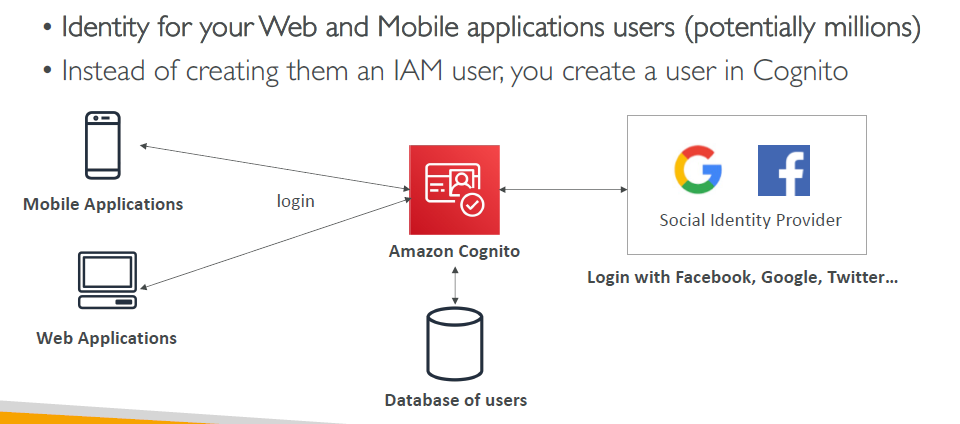 • Identity for your Web and Mobile applications users (potentially millions)
• Instead of creating them an IAM user, you create a user in Cognito
Mobile Applications
login
Amazon Cognito
Social Identity Provider
Login with Facebook, Google, Twitter...
Web Applications
Database of users